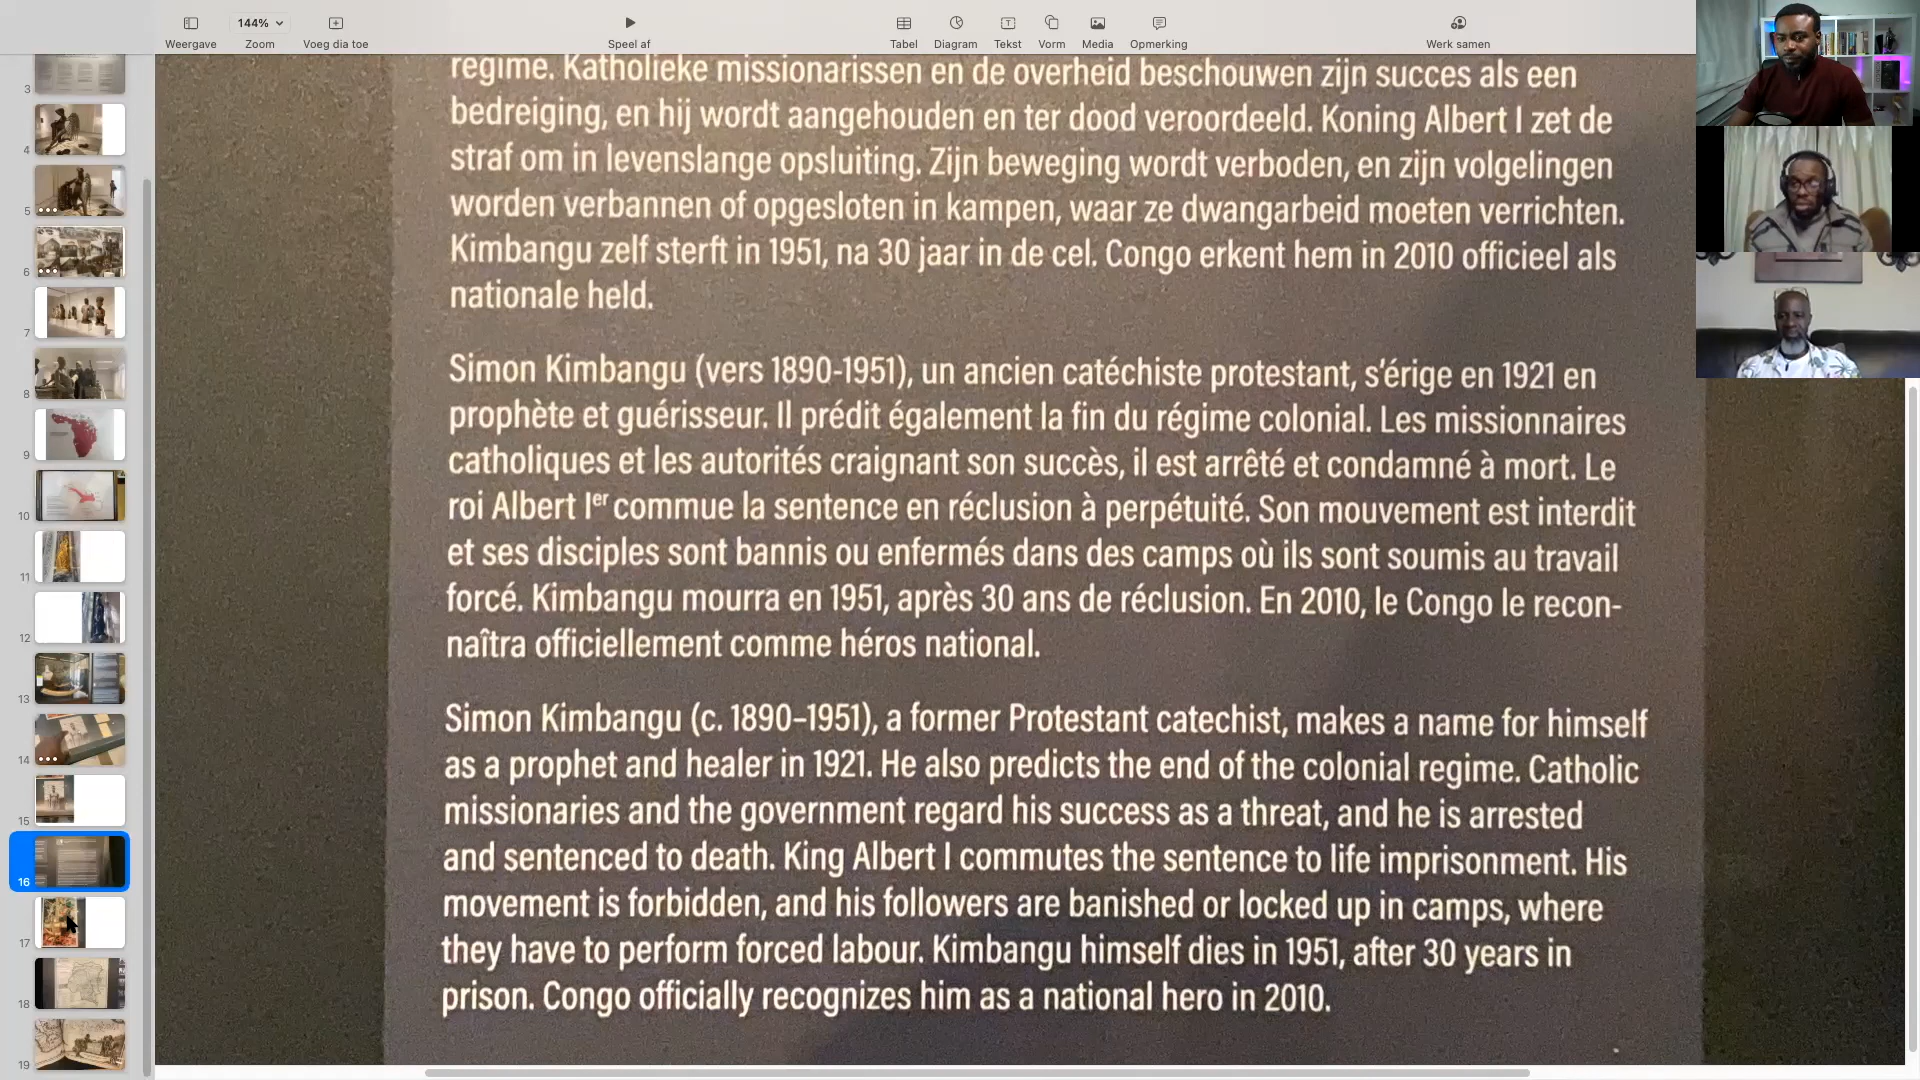 144%
Weergave
Zoom
Voeg dia toe
Speel af
Tabel
Diagram
Tekst
Vorm
Media
Opmerking
Werk samen
3
4
5
6
7
8
9
10
11
12
13
14
15
16
17
18
19
regime. Katholieke missionarissen en de overheid beschouwen zijn succes als een
bedreiging, en hij wordt aangehouden en ter dood veroordeeld. Koning Albert I zet de
straf om in levenslange opsluiting. Zijn beweging wordt verboden, en zijn volgelingen
worden verbannen of opgesloten in kampen, waar ze dwangarbeid moeten verrichten.
Kimbangu zelf sterft in 1951, na 30 jaar in de cel. Congo erkent hem in 2010 officieel als
nationale held.
Simon Kimbangu (vers 1890-1951), un ancien catéchiste protestant, s'érige en 1921 en
prophète et guérisseur. Il prédit également la fin du régime colonial. Les missionnaires
catholiques et les autorités craignant son succès, il est arrêté et condamné à mort. Le
roi Albert Ier commue la sentence en réclusion à perpétuité. Son mouvement est interdit
et ses disciples sont bannis ou enfermés dans des camps où ils sont soumis au travail
forcé. Kimbangu mourra en 1951, après 30 ans de réclusion. En 2010, le Congo le recon-
naîtra officiellement comme héros national.
Simon Kimbangu (c. 1890–1951), a former Protestant catechist, makes a name for himself
as a prophet and healer in 1921. He also predicts the end of the colonial regime. Catholic
missionaries and the government regard his success as a threat, and he is arrested
and sentenced to death. King Albert I commutes the sentence to life imprisonment. His
movement is forbidden, and his followers are banished or locked up in camps, where
they have to perform forced labour. Kimbangu himself dies in 1951, after 30 years in
prison. Congo officially recognizes him as a national hero in 2010.